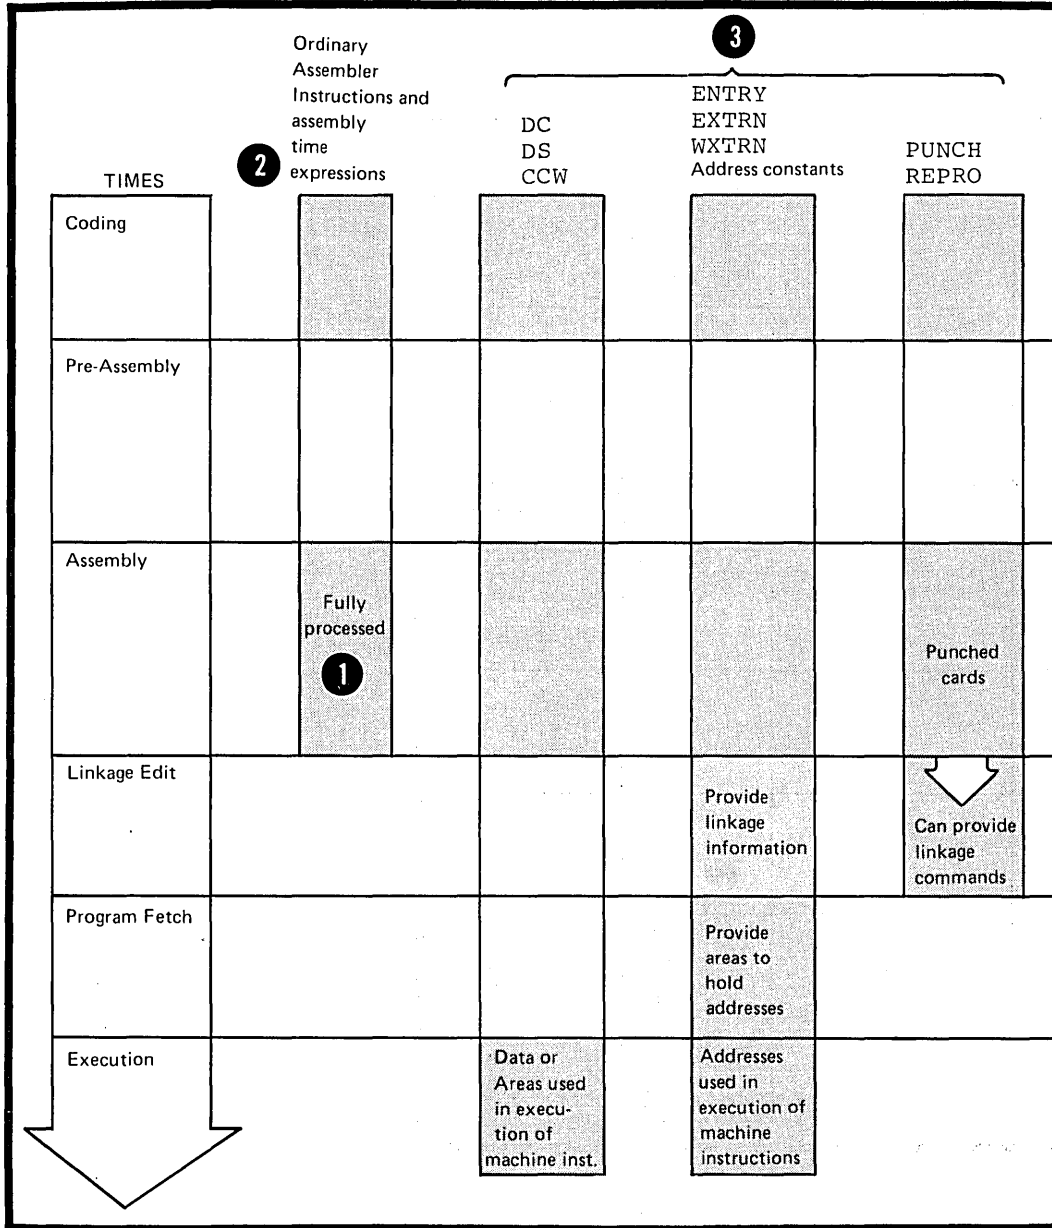 3
Ordinary
Assembler
Instructions and
assembly
time
expressions
2
DC
DS
CCW
ENTRY
EXTRN
WXTRN
Address constants
PUNCH
REPRO
TIMES
Coding
Pre-Assembly
Assembly
Fully
processed
1
Punched
cards
Linkage Edit
Provide
linkage
information
Can provide
linkage
commands
Program Fetch
Provide
areas to
hold
addresses
Execution
Data or
Areas used
in execu-
tion of
machine inst.
Addresses
used in
execution of
machine
instructions